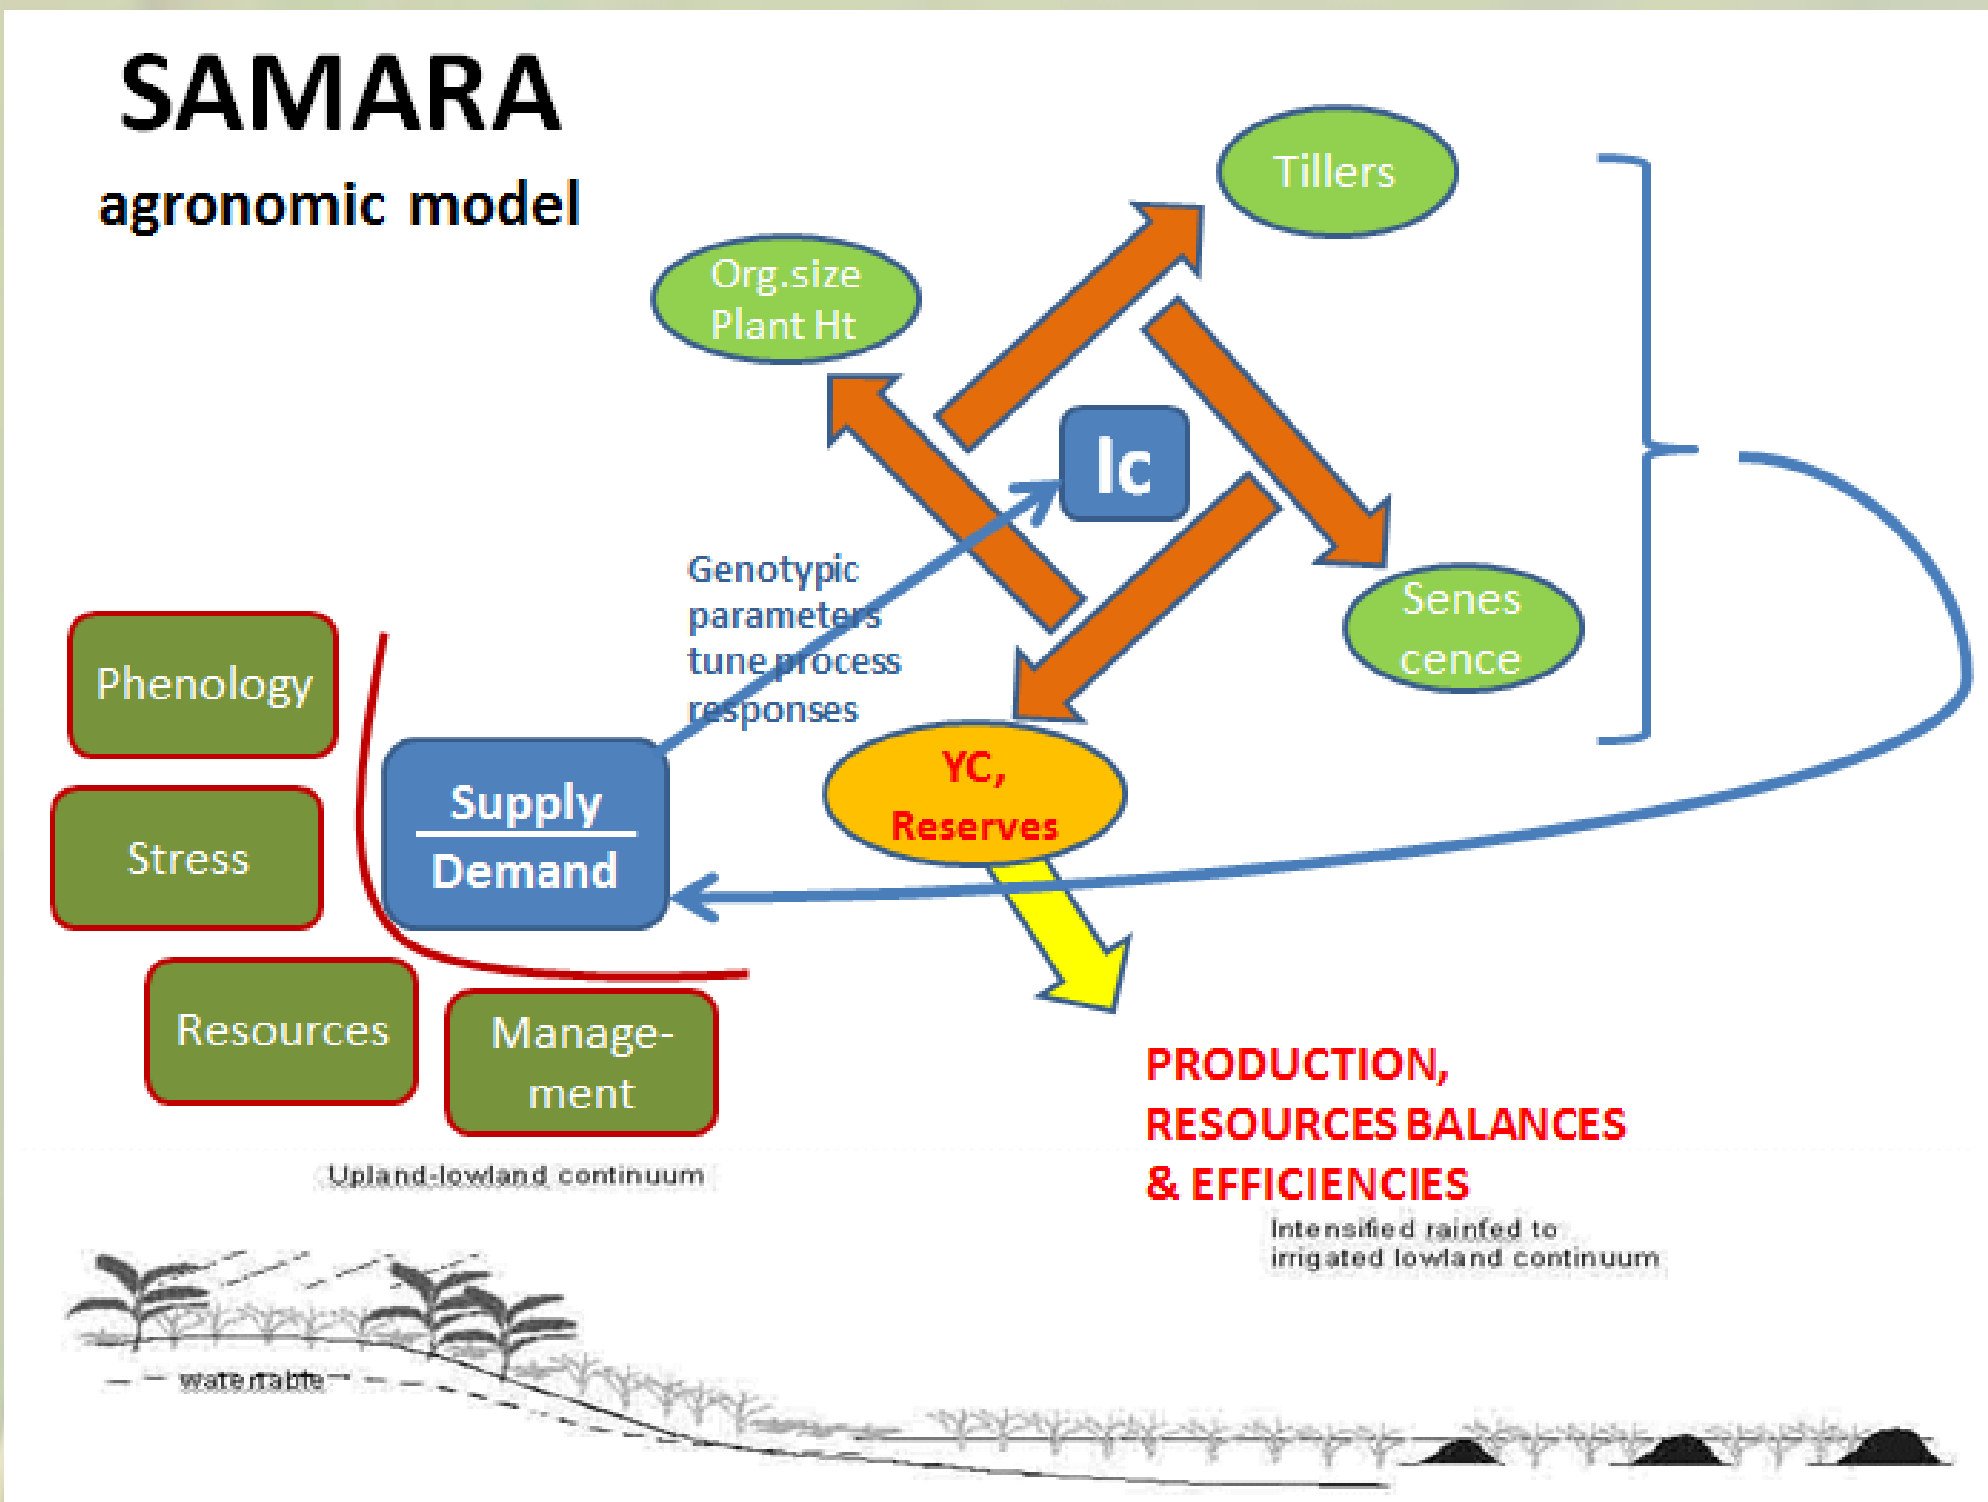 SAMARA
agronomic model
Tillers
Org.size
Plant Ht
Ic
Genotypic
parameters
tune process
responses
Senes
cence
Phenology
Stress
Resources
Manage-
ment
Supply
Demand
YC,
Reserves
PRODUCTION,
RESOURCES BALANCES
& EFFICIENCIES
Upland-lowland continuum
Intensified rainfed to
irrigated lowland continuum
watertable